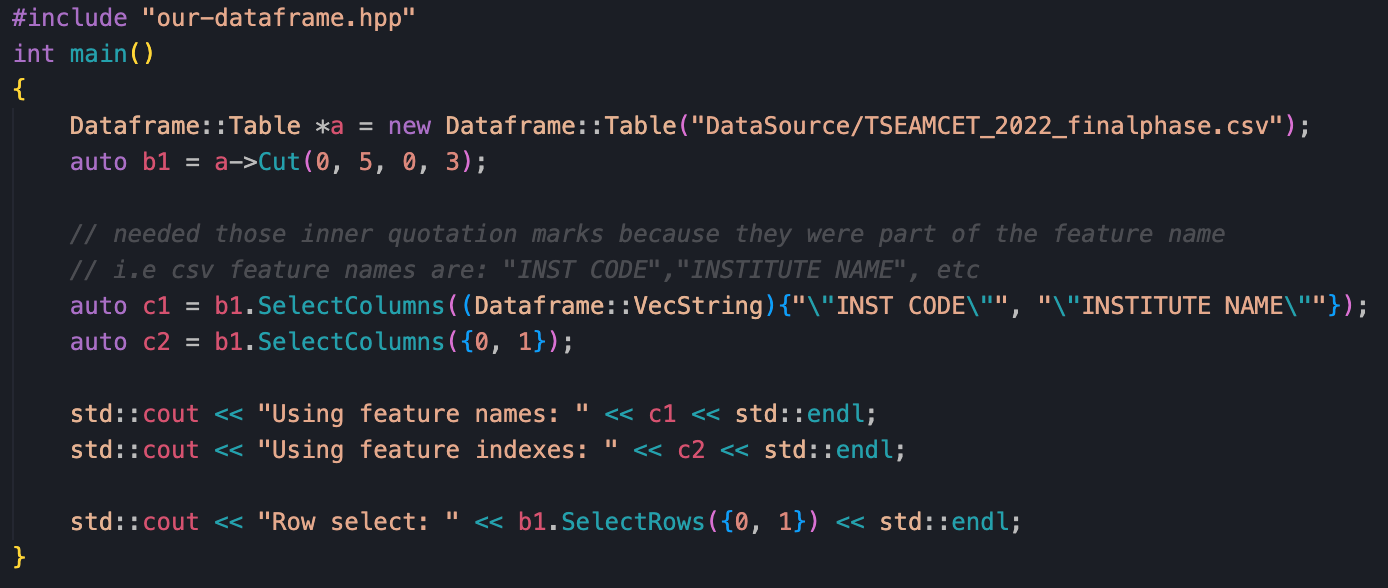 #include "our-dataframe.hpp"
int main()
{
    Dataframe::Table *a = new Dataframe::Table("DataSource/TSEAMCET_2022_finalphase.csv");
    auto b1 = a->Cut(0, 5, 0, 3);

    // needed those inner quotation marks because they were part of the feature name
    // i.e csv feature names are: "INST CODE","INSTITUTE NAME", etc
    auto c1 = b1.SelectColumns((Dataframe::VecString){"\"INST CODE\"", "\"INSTITUTE NAME\""});
    auto c2 = b1.SelectColumns({0, 1});

    std::cout << "Using feature names: " << c1 << std::endl;
    std::cout << "Using feature indexes: " << c2 << std::endl;

    std::cout << "Row select: " << b1.SelectRows({0, 1}) << std::endl;
}